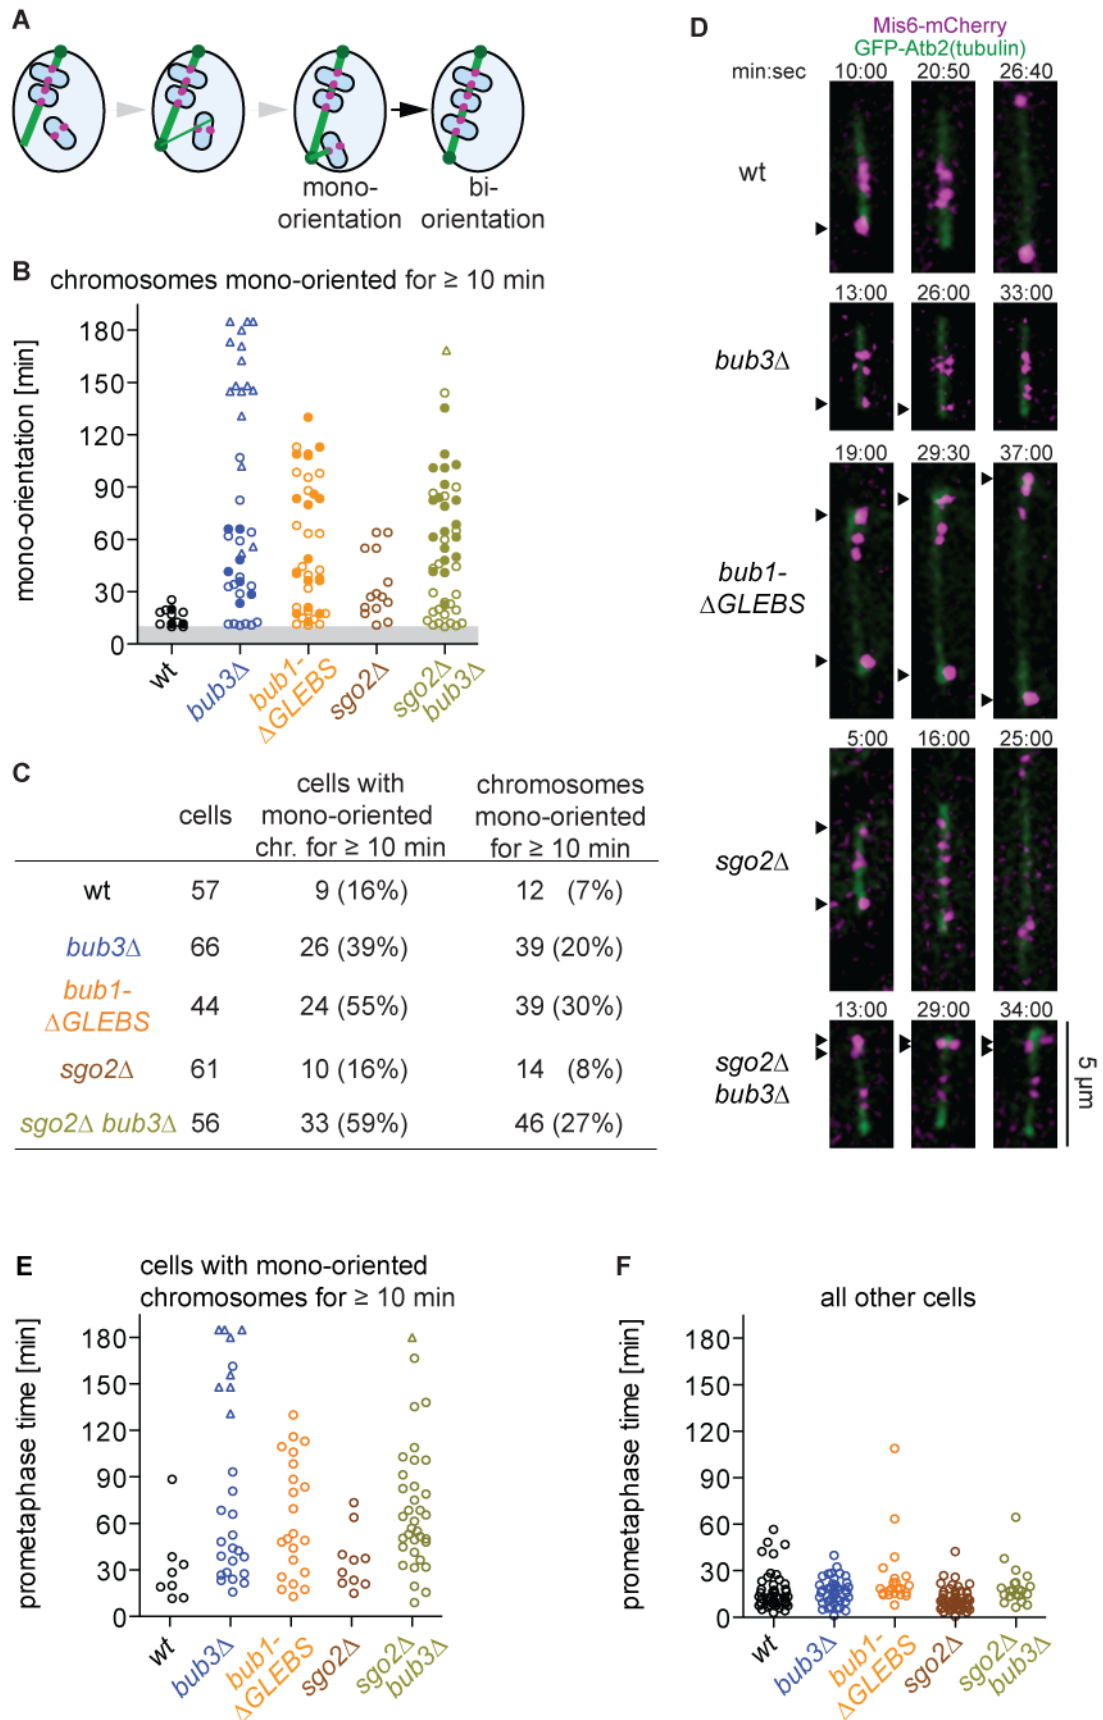 A
mono-
orientation
bi-
orientation
B
chromosomes mono-oriented for ≥ 10 min
mono-orientation [min]
180
150
120
90
60
30
0
wt
bub3Δ
bub1-
ΔGLEBS
sgo2Δ
sgo2Δ
bub3Δ
C
cells
cells with
mono-oriented
chr. for ≥ 10 min
chromosomes
mono-oriented
for ≥ 10 min
wt 57 9 (16%) 12 (7%)
bub3Δ 66 26 (39%) 39 (20%)
bub1-
ΔGLEBS 44 24 (55%) 39 (30%)
sgo2Δ 61 10 (16%) 14 (8%)
sgo2Δ bub3Δ 56 33 (59%) 46 (27%)
D
Mis6-mCherry
GFP-Atb2(tubulin)
min:sec 10:00 20:50 26:40
wt
13:00 26:00 33:00
bub3Δ
19:00 29:30 37:00
bub1-
ΔGLEBS
5:00 16:00 25:00
sgo2Δ
13:00 29:00 34:00
sgo2Δ
bub3Δ
5 μm
E
cells with mono-oriented
chromosomes for ≥ 10 min
prometaphase time [min]
180
150
120
90
60
30
0
wt
bub3Δ
bub1-
ΔGLEBS
sgo2Δ
sgo2Δ
bub3Δ
F
all other cells
prometaphase time [min]
180
150
120
90
60
30
0
wt
bub3Δ
bub1-
ΔGLEBS
sgo2Δ
sgo2Δ
bub3Δ